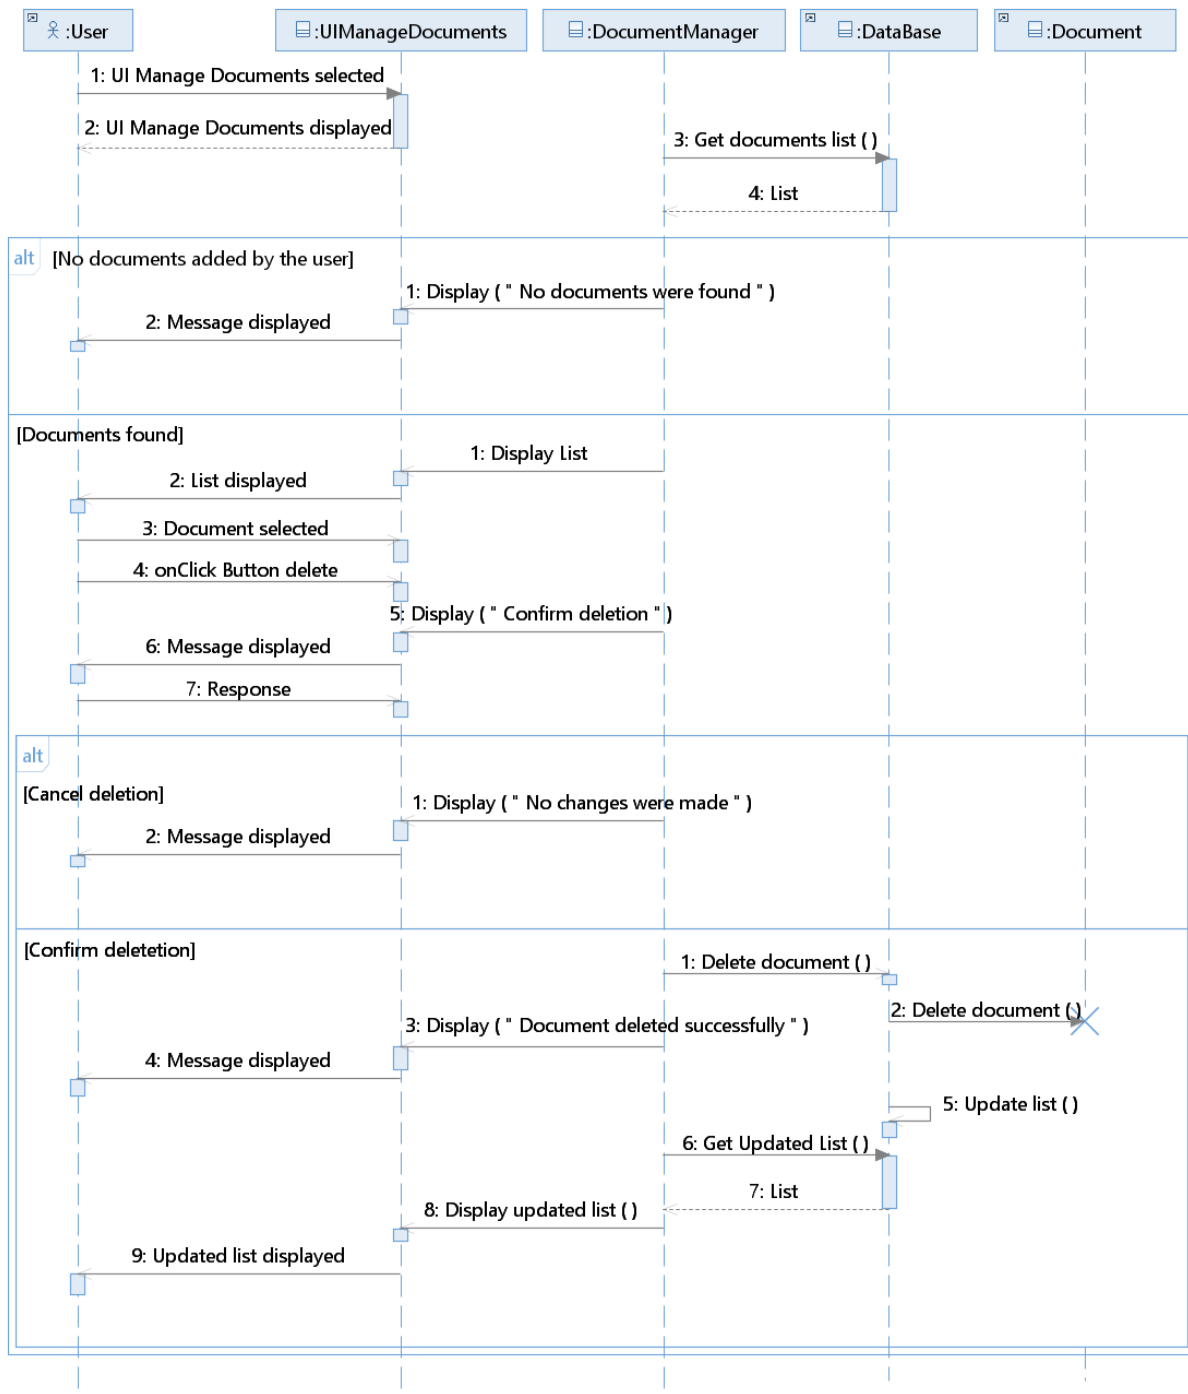 :User
:UIManageDocuments
:DocumentManager
:DataBase
:Document
1: UI Manage Documents selected
2: UI Manage Documents displayed
3: Get documents list ( )
4: List
alt
[No documents added by the user]
1: Display ( " No documents were found " )
2: Message displayed
[Documents found]
1: Display List
2: List displayed
3: Document selected
4: onClick Button delete
5: Display ( " Confirm deletion " )
6: Message displayed
7: Response
alt
[Cancel deletion]
1: Display ( " No changes were made " )
2: Message displayed
[Confirm deletetion]
1: Delete document ( )
2: Delete document ( )
3: Display ( " Document deleted successfully " )
4: Message displayed
5: Update list ( )
6: Get Updated List ( )
7: List
8: Display updated list ( )
9: Updated list displayed